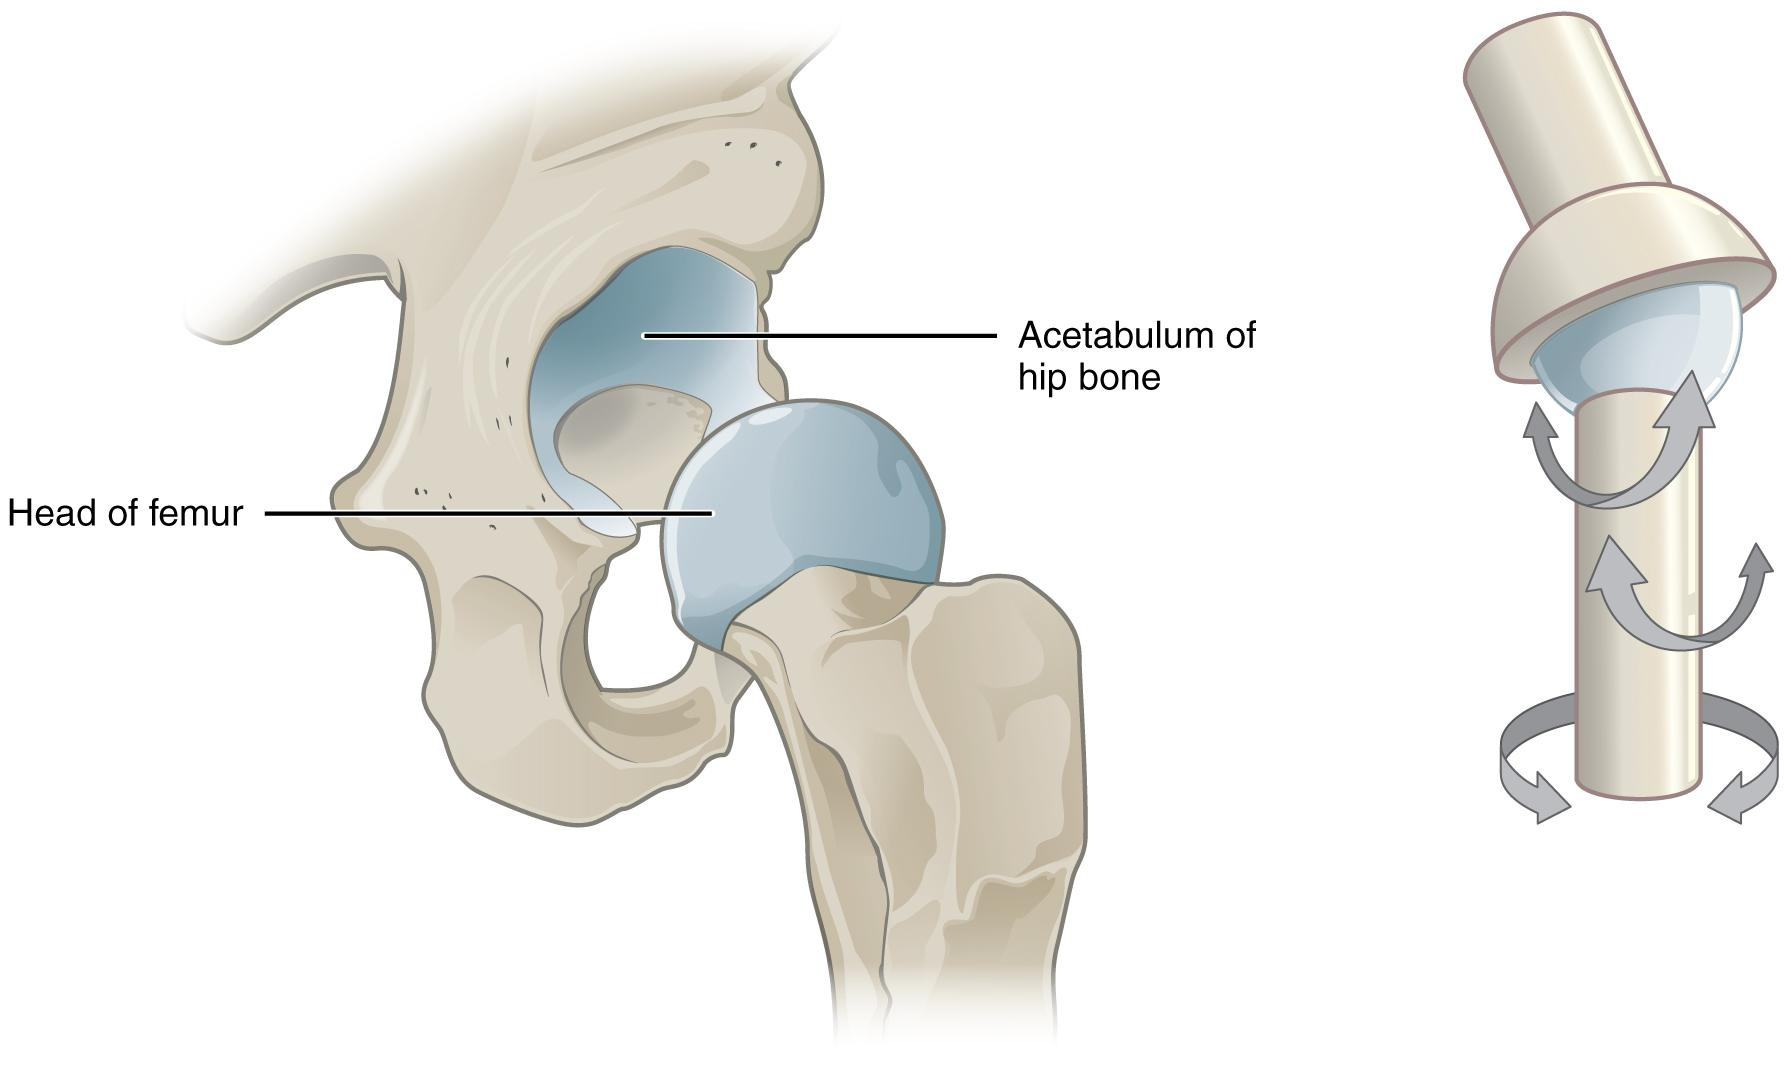 Acetabulum of
hip bone
Head of femur